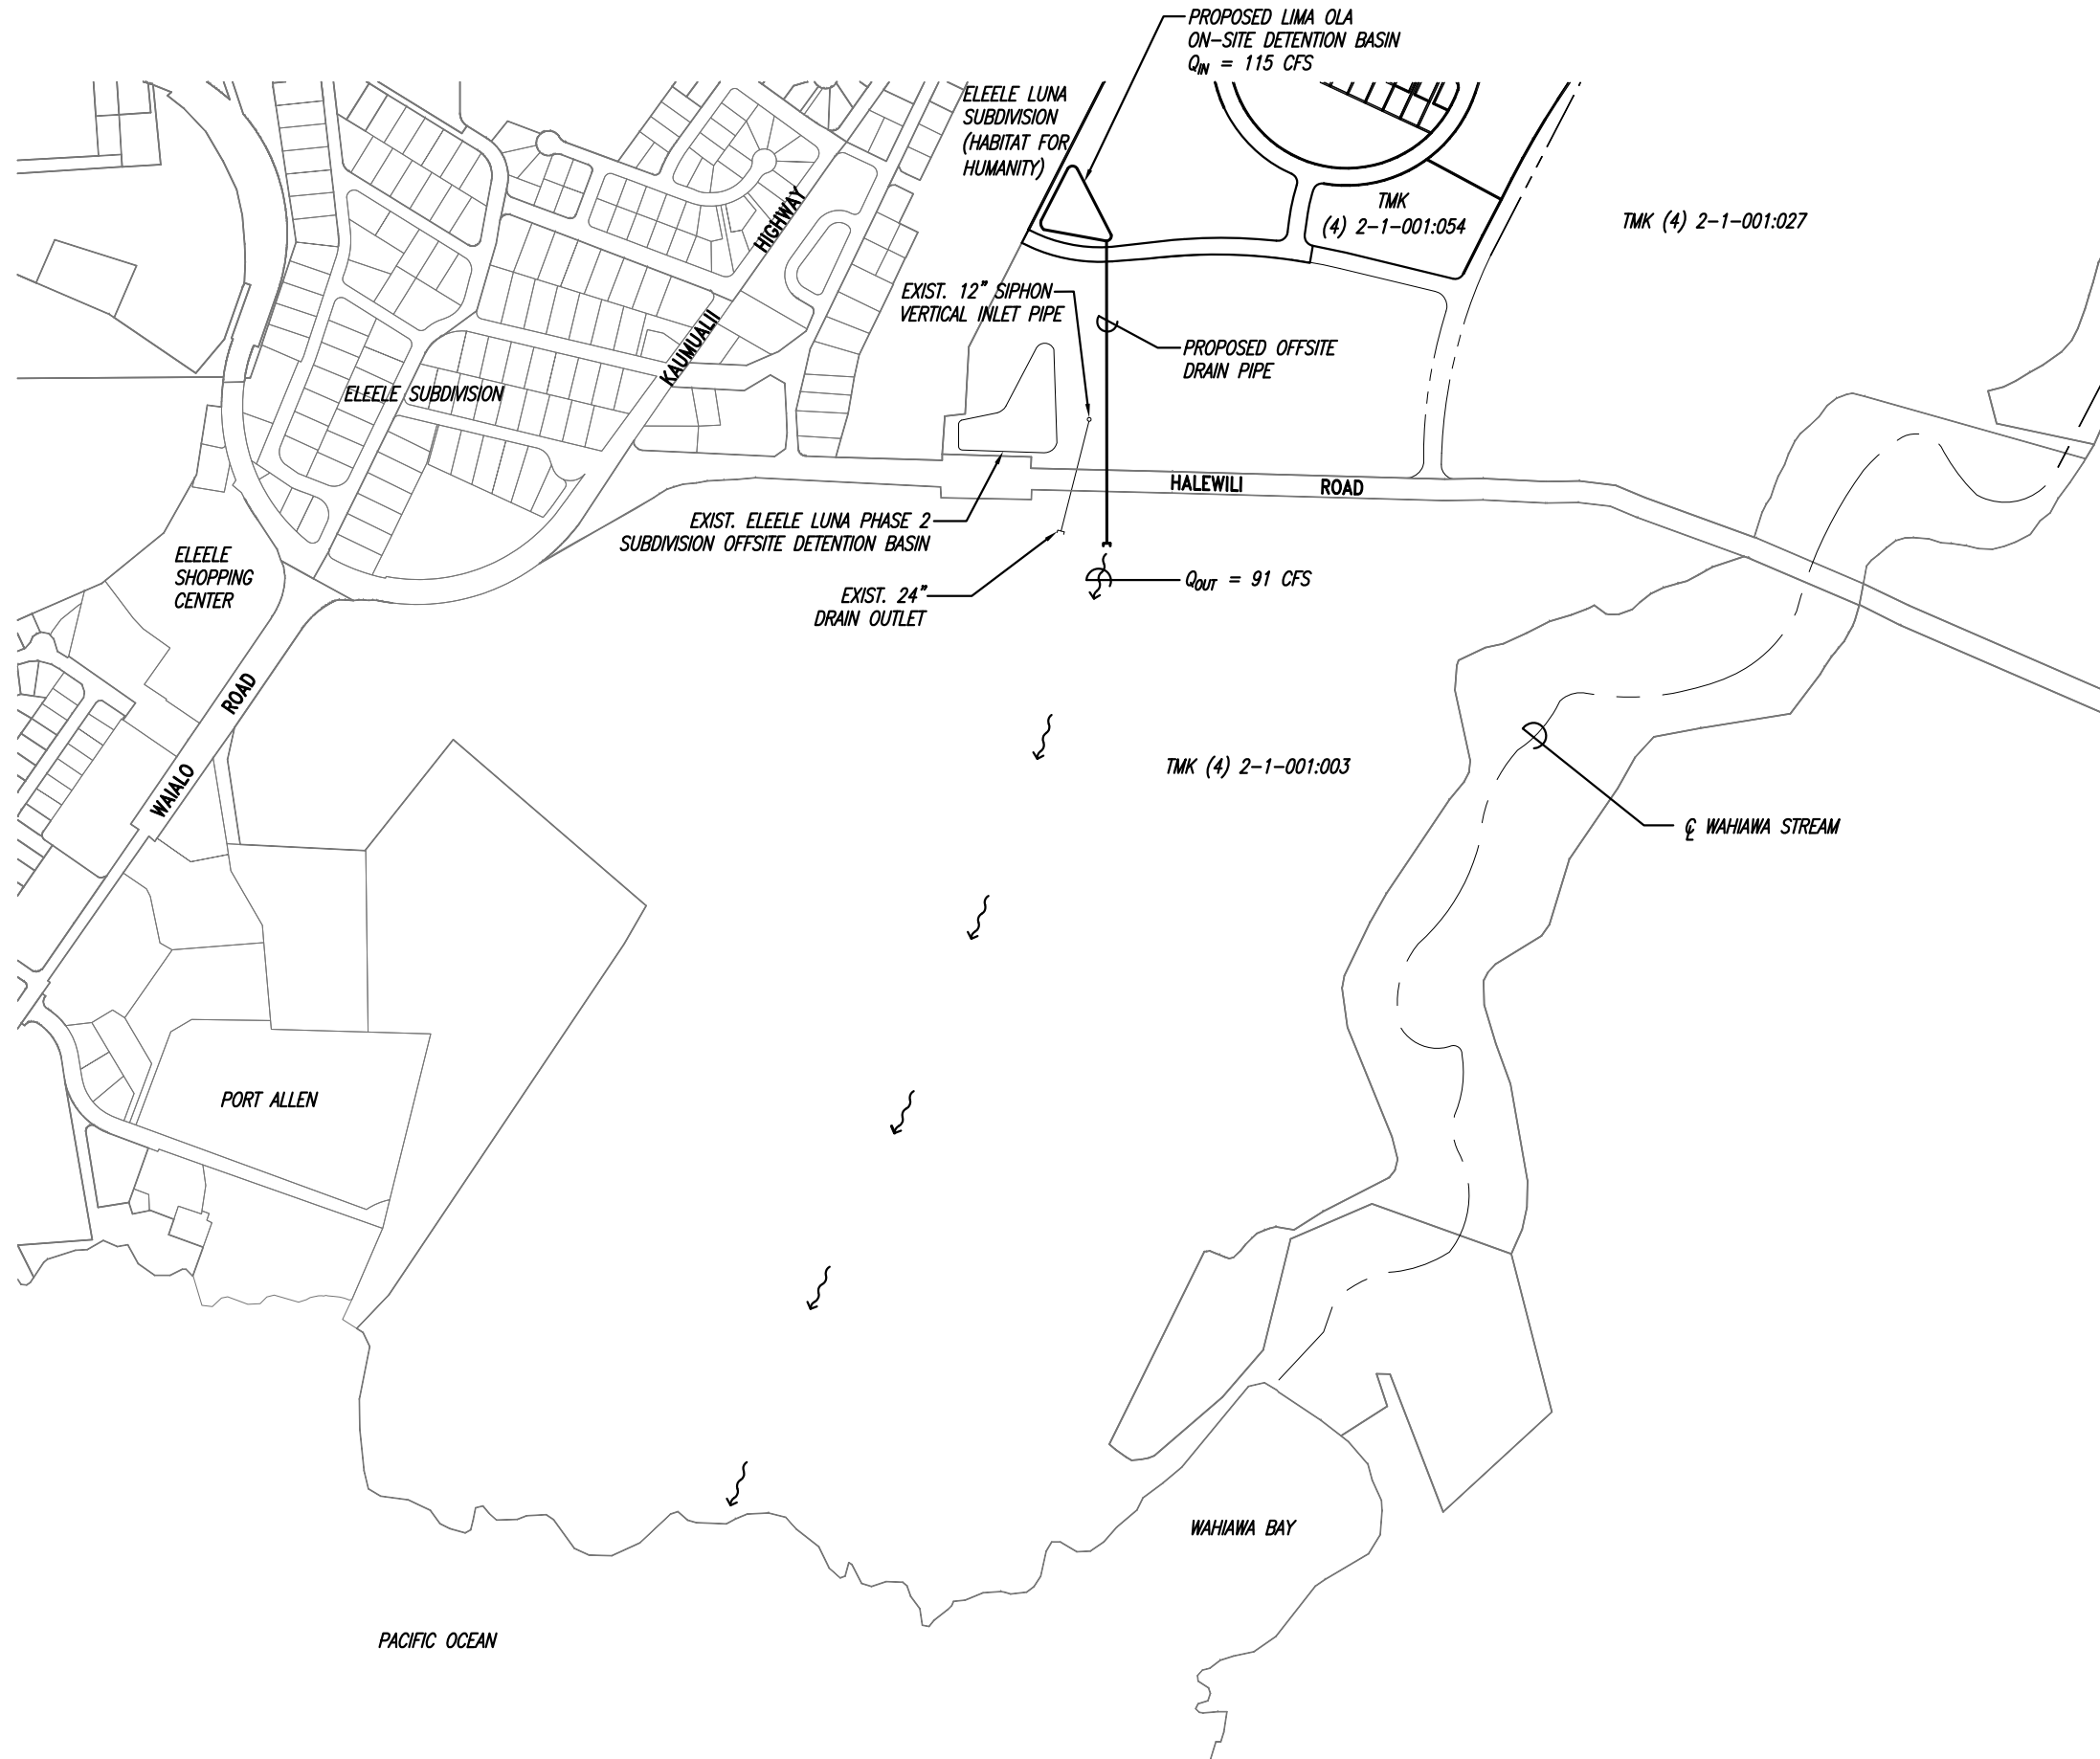 PROPOSED LIMA OLA
ON-SITE DETENTION BASIN
QIN = 115 CFS
ELEELE LUNA
SUBDIVISION
(HABITAT FOR
HUMANITY)
TMK
(4) 2-1-001:054
TMK (4) 2-1-001:027
HIGHWAY
KAUMUALII
EXIST. 12" SIPHON
VERTICAL INLET PIPE
PROPOSED OFFSITE
DRAIN PIPE
ELEELE SUBDIVISION
HALEWILI ROAD
EXIST. ELEELE LUNA PHASE 2
SUBDIVISION OFFSITE DETENTION BASIN
ELEELE
SHOPPING
CENTER
QOUT = 91 CFS
EXIST. 24"
DRAIN OUTLET
WAIALO ROAD
TMK (4) 2-1-001:003
℄ WAHIAWA STREAM
PORT ALLEN
WAHIAWA BAY
PACIFIC OCEAN